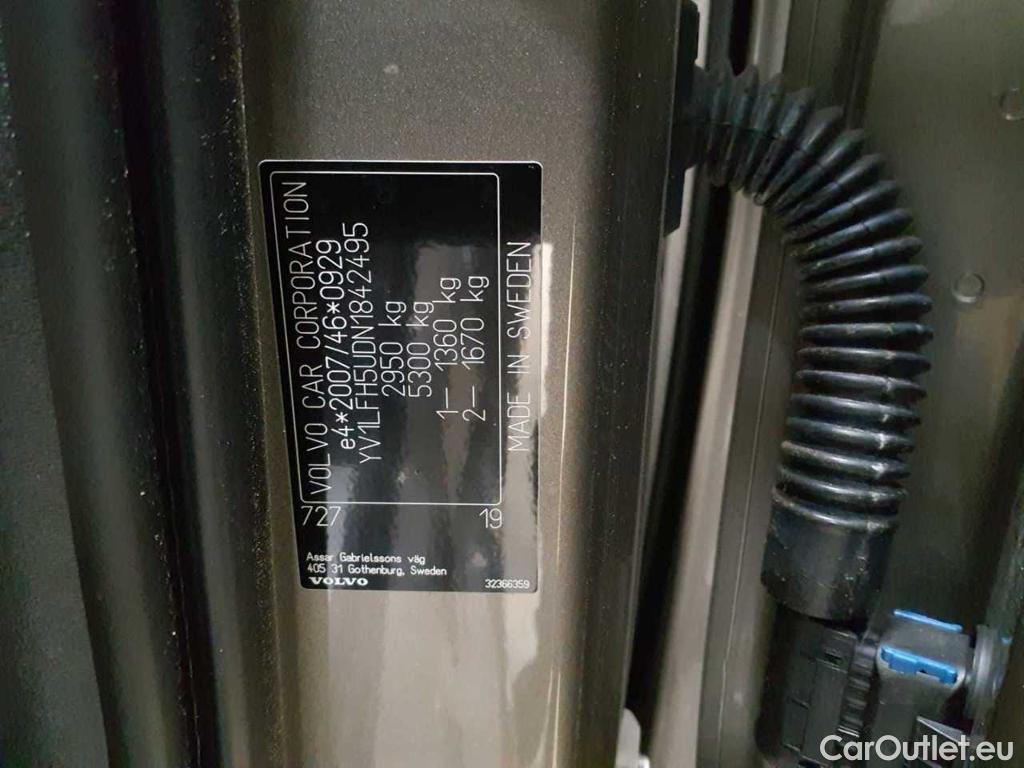 VOLVO CAR CORPORATION
e4*2007/46*0929
YV1LFH5UDN1842495
2950 kg
5300 kg
1– 1360 kg
2– 1670 kg
MADE IN SWEDEN
727 19
Assar Gabrielssons väg
405 31 Gothenburg, Sweden
VOLVO 32366359
CarOutlet.eu